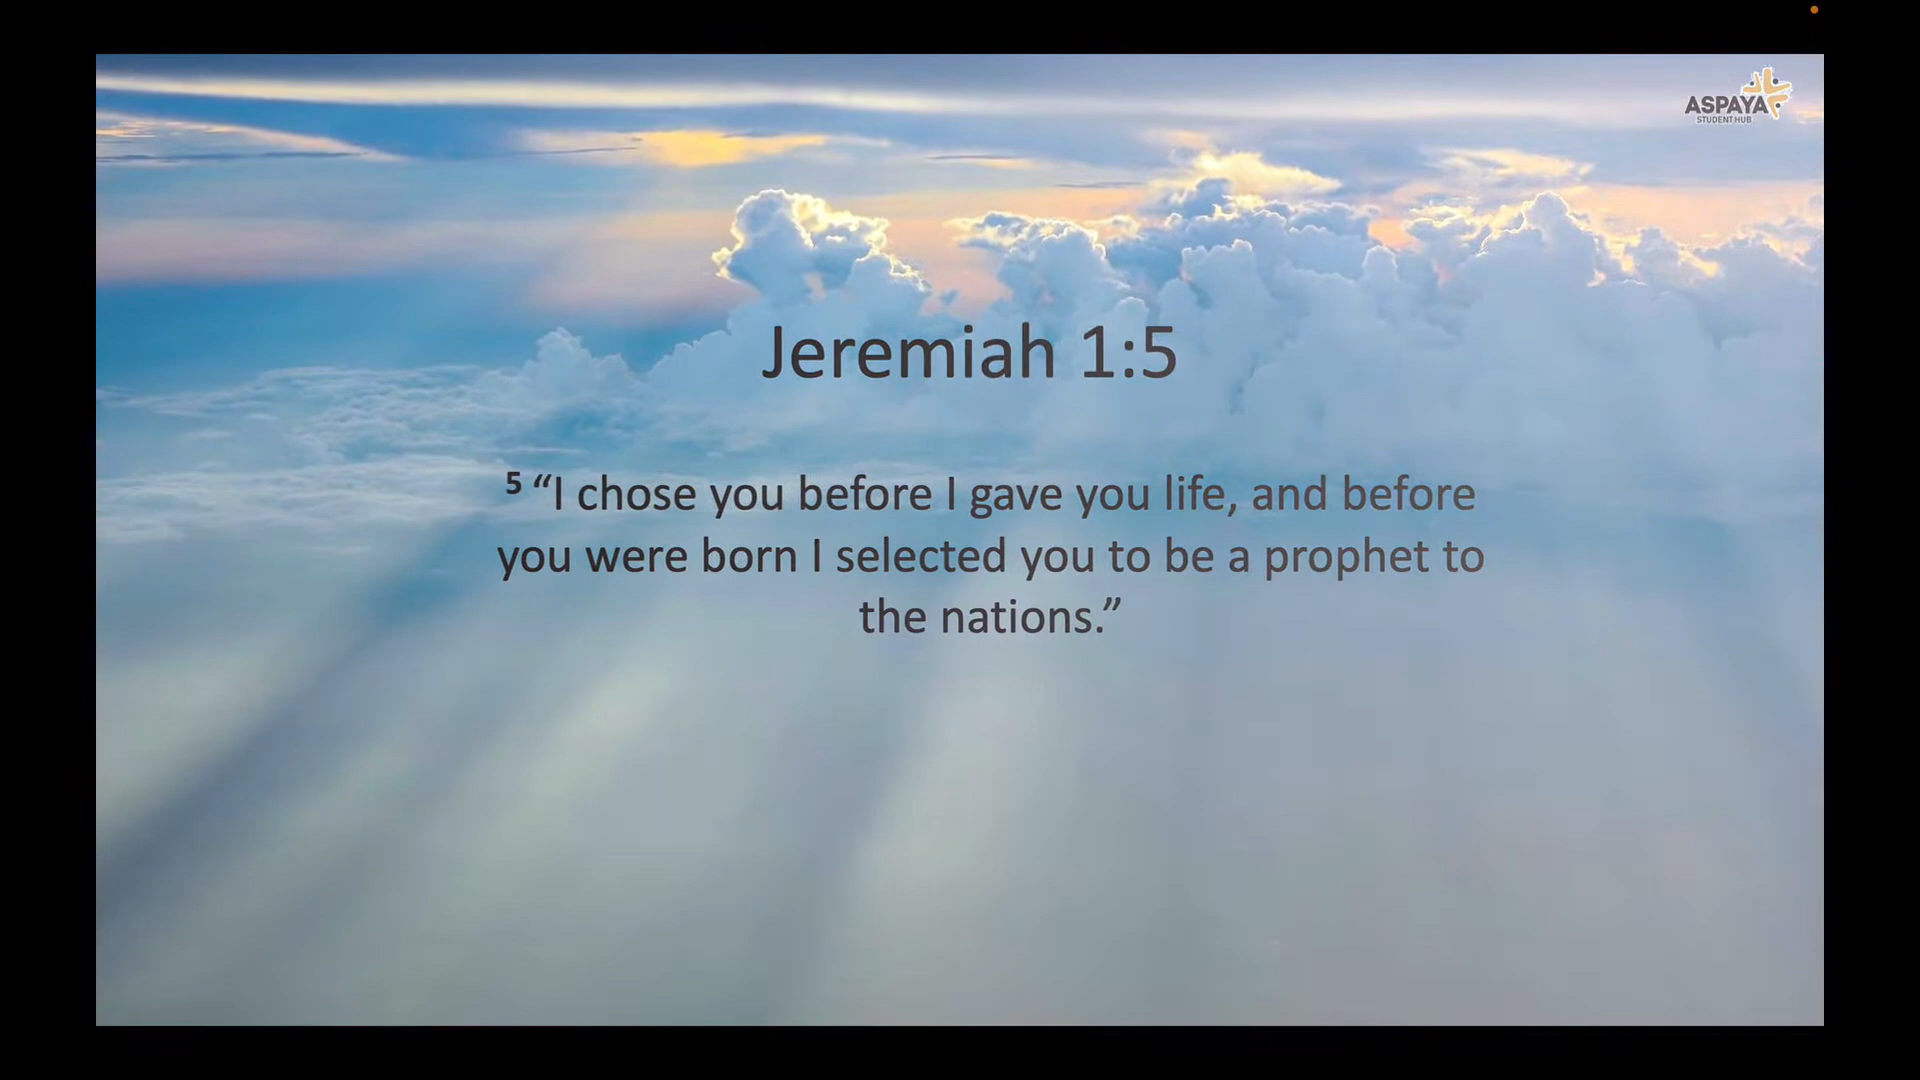 ASPAYA
STUDENT HUB
Jeremiah 1:5
5 “I chose you before I gave you life, and before
you were born I selected you to be a prophet to
the nations.”